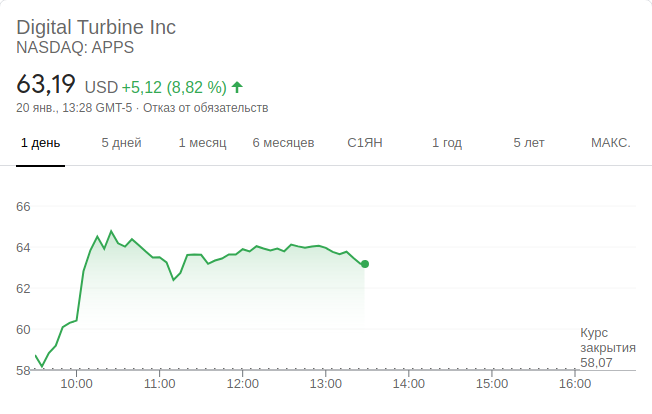 Digital Turbine Inc
NASDAQ: APPS
63,19 USD +5,12 (8,82 %)
20 янв., 13:28 GMT-5 · Отказ от обязательств
1 день 5 дней 1 месяц 6 месяцев С1ЯН 1 год 5 лет МАКС.
66
64
62
60
Курс
закрытия
58,07
58
10:00 11:00 12:00 13:00 14:00 15:00 16:00